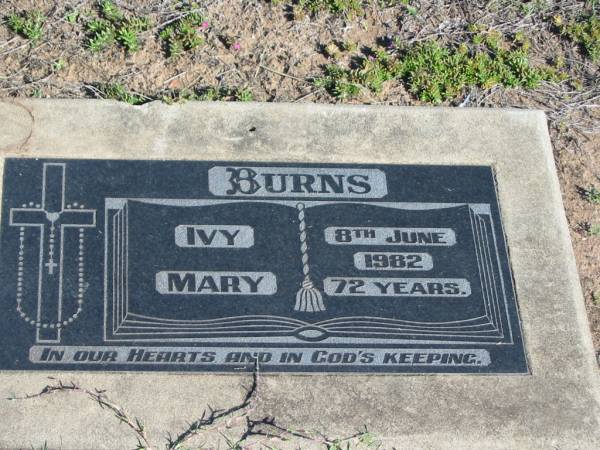 BURNS
IVY
MARY
8TH JUNE
1982
72 YEARS.
IN OUR HEARTS AND IN GOD'S KEEPING.